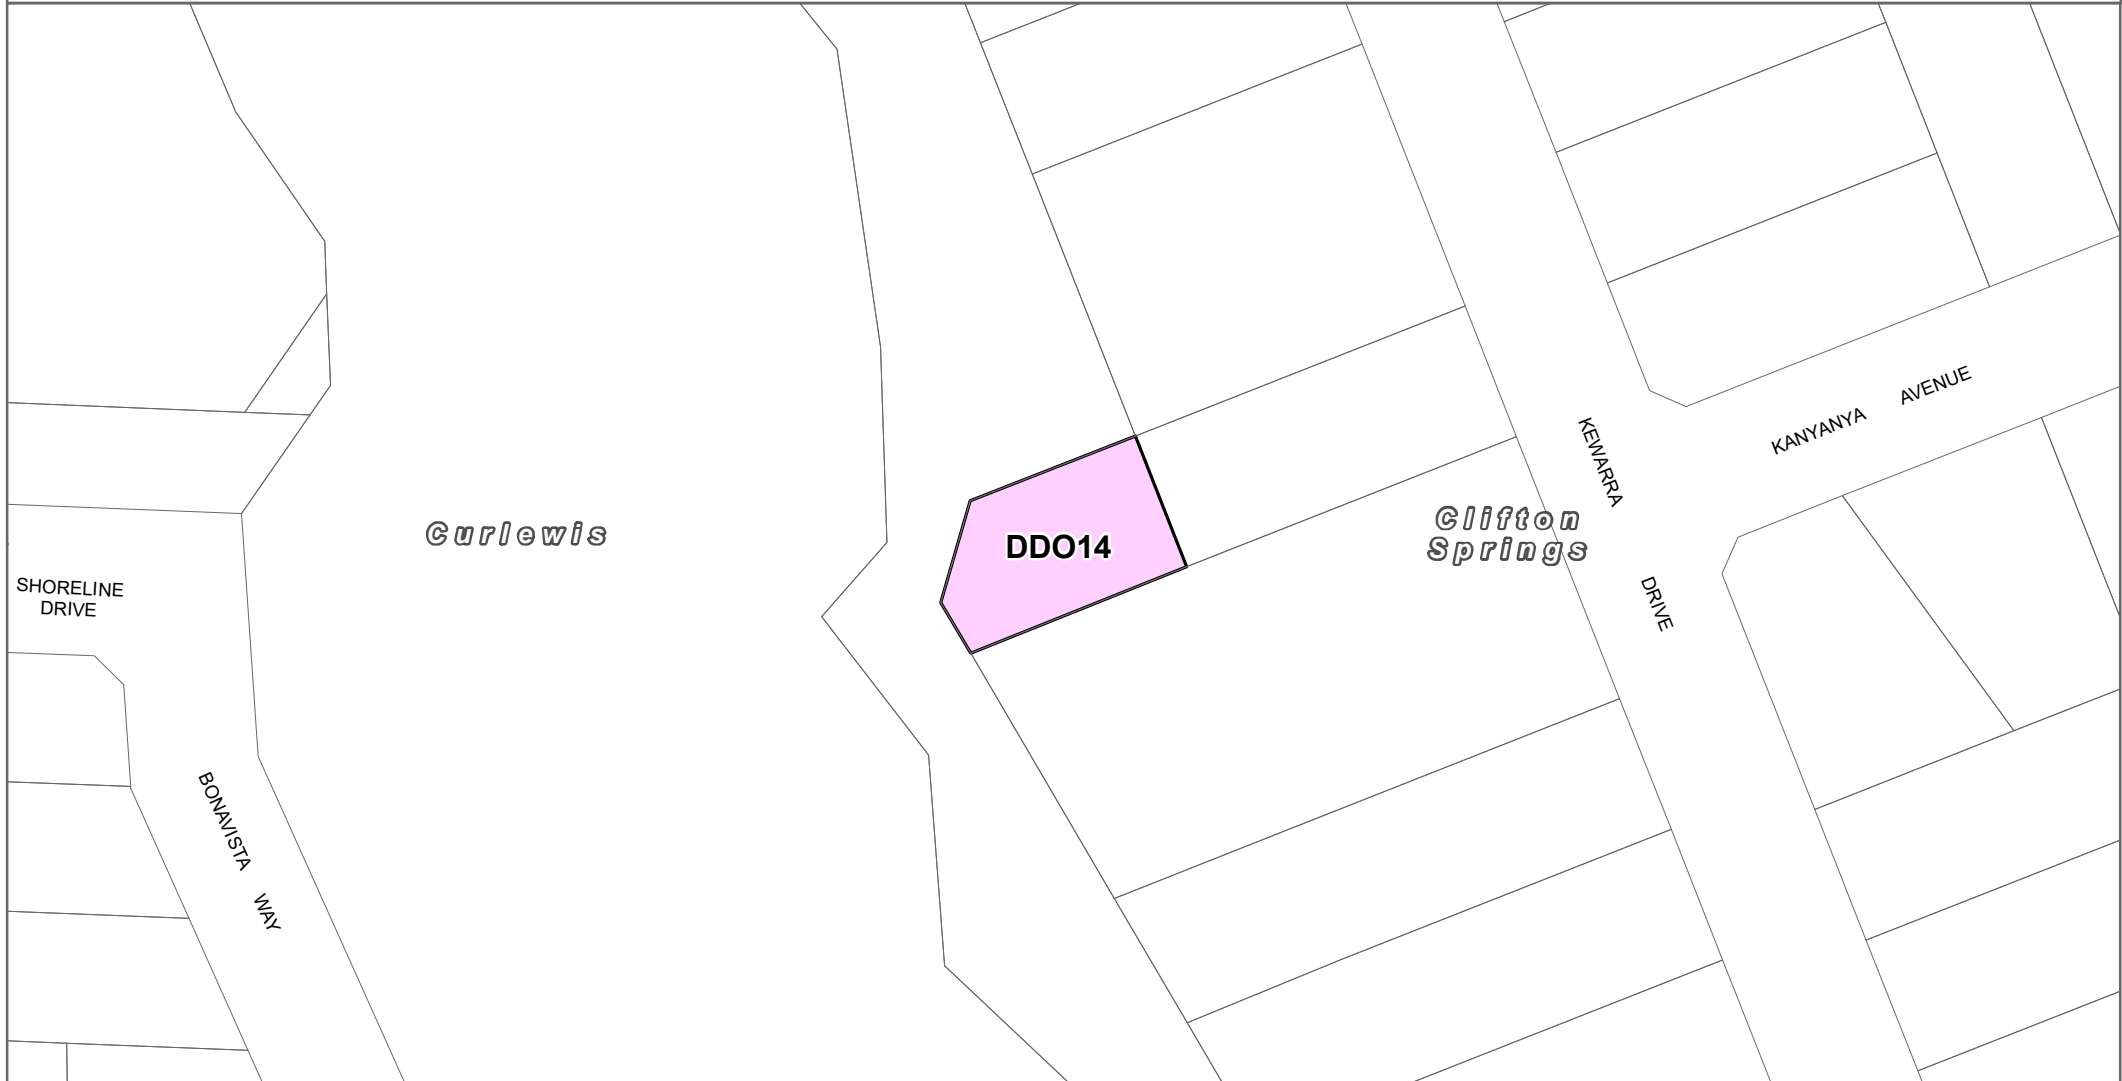 KANYANYA AVENUE
KEWARRA DRIVE
Clifton
Springs
Curlewis
DDO14
SHORELINE
DRIVE
BONAVISTA WAY